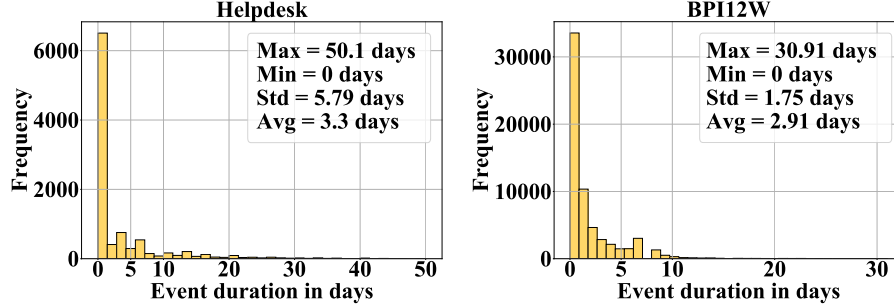 Helpdesk
Max = 50.1 days
Min = 0 days
Std = 5.79 days
Avg = 3.3 days
6000
4000
2000
0
Frequency
0 5 10 20 30 40 50
Event duration in days
BPI12W
Max = 30.91 days
Min = 0 days
Std = 1.75 days
Avg = 2.91 days
30000
20000
10000
0
Frequency
0 5 10 20 30
Event duration in days